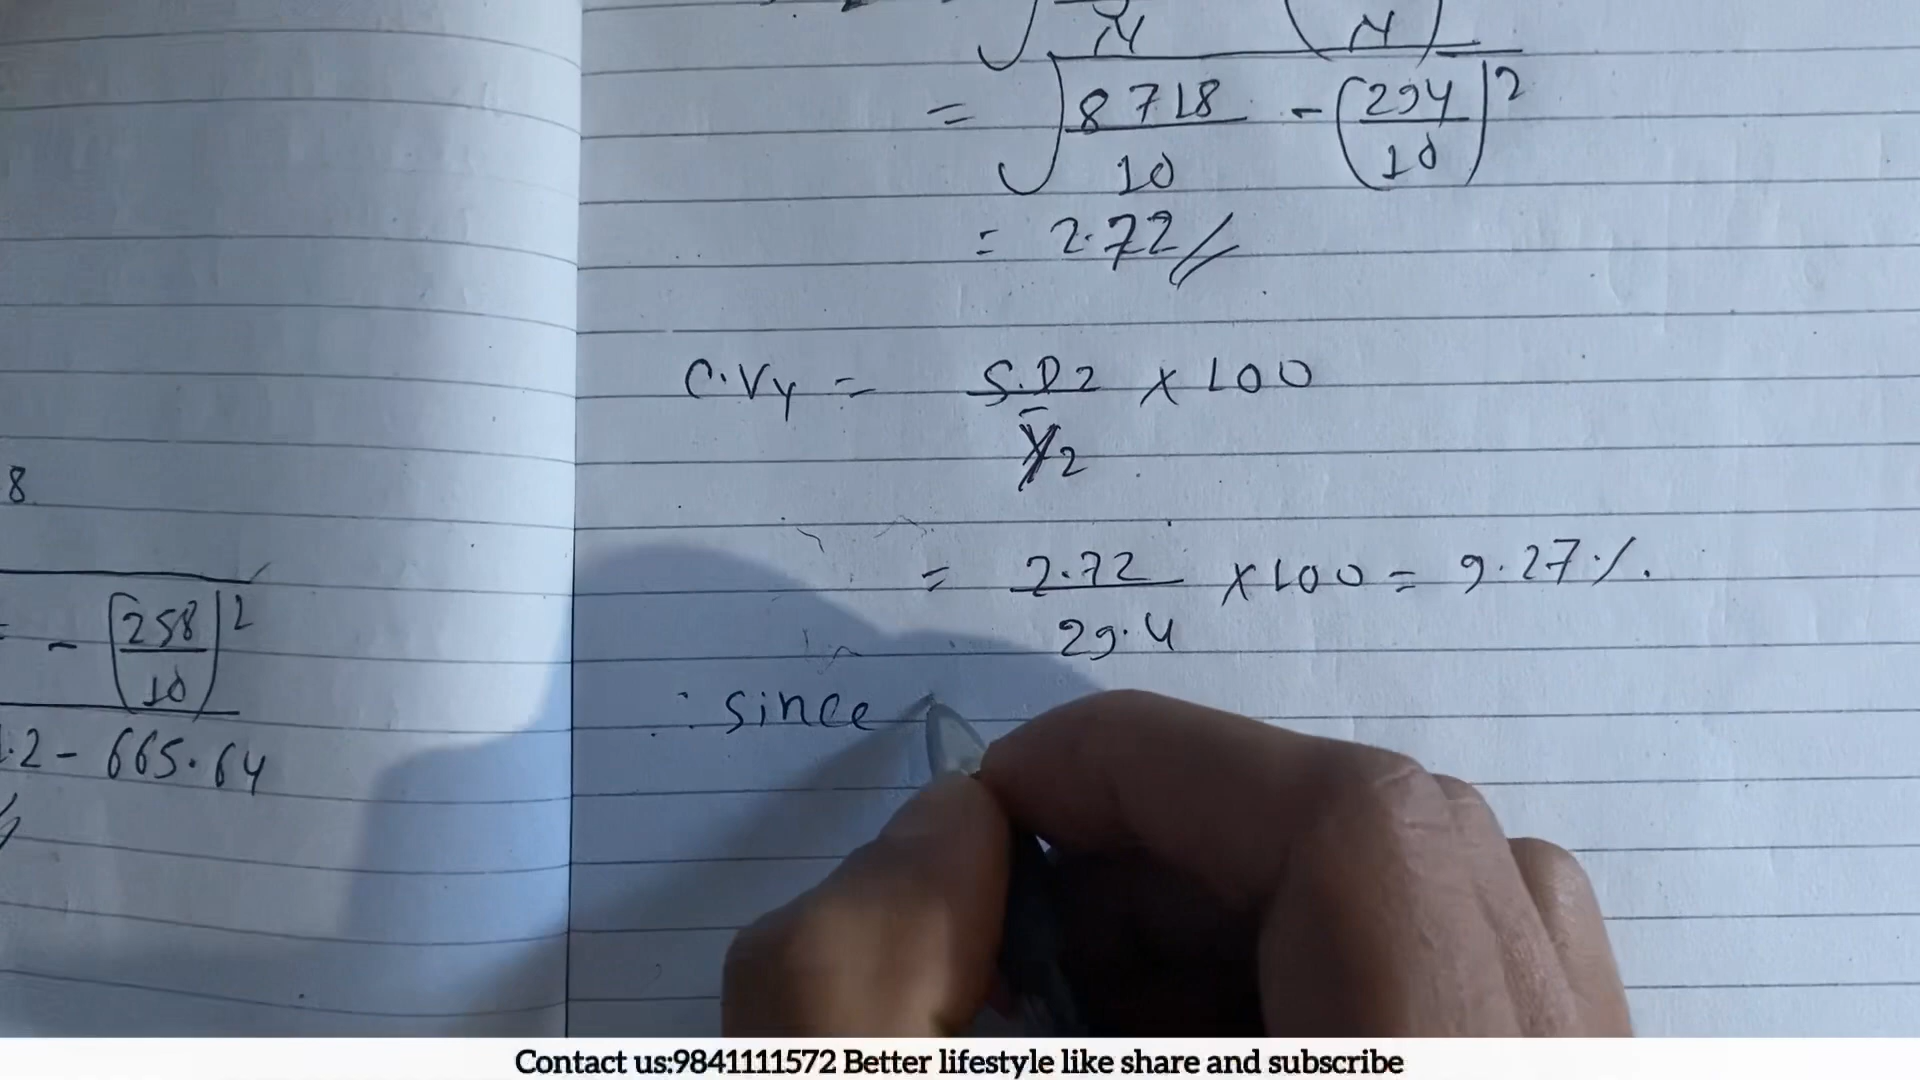 8
- (258/10)²
.2 - 665.64
N ( N )
= √ 8718/10 - (294/10)²
= 2.72
C.Vy = S.D2/X̄2 × 100
= 2.72/29.4 × 100 = 9.27%.
∴ since
Contact us:9841111572 Better lifestyle like share and subscribe